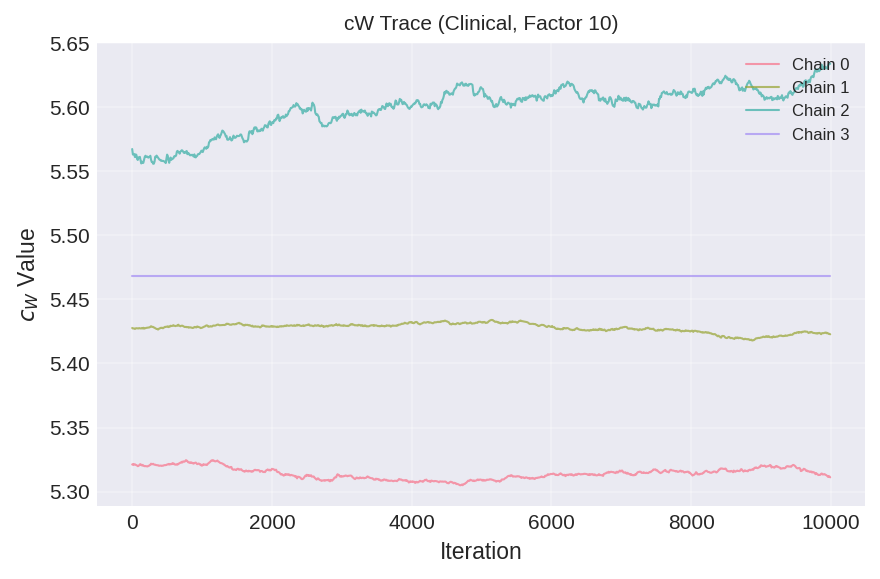 cW Trace (Clinical, Factor 10)
5.65
5.60
5.55
5.50
5.45
5.40
5.35
5.30
c_W Value
Chain 0
Chain 1
Chain 2
Chain 3
0 2000 4000 6000 8000 10000
Iteration